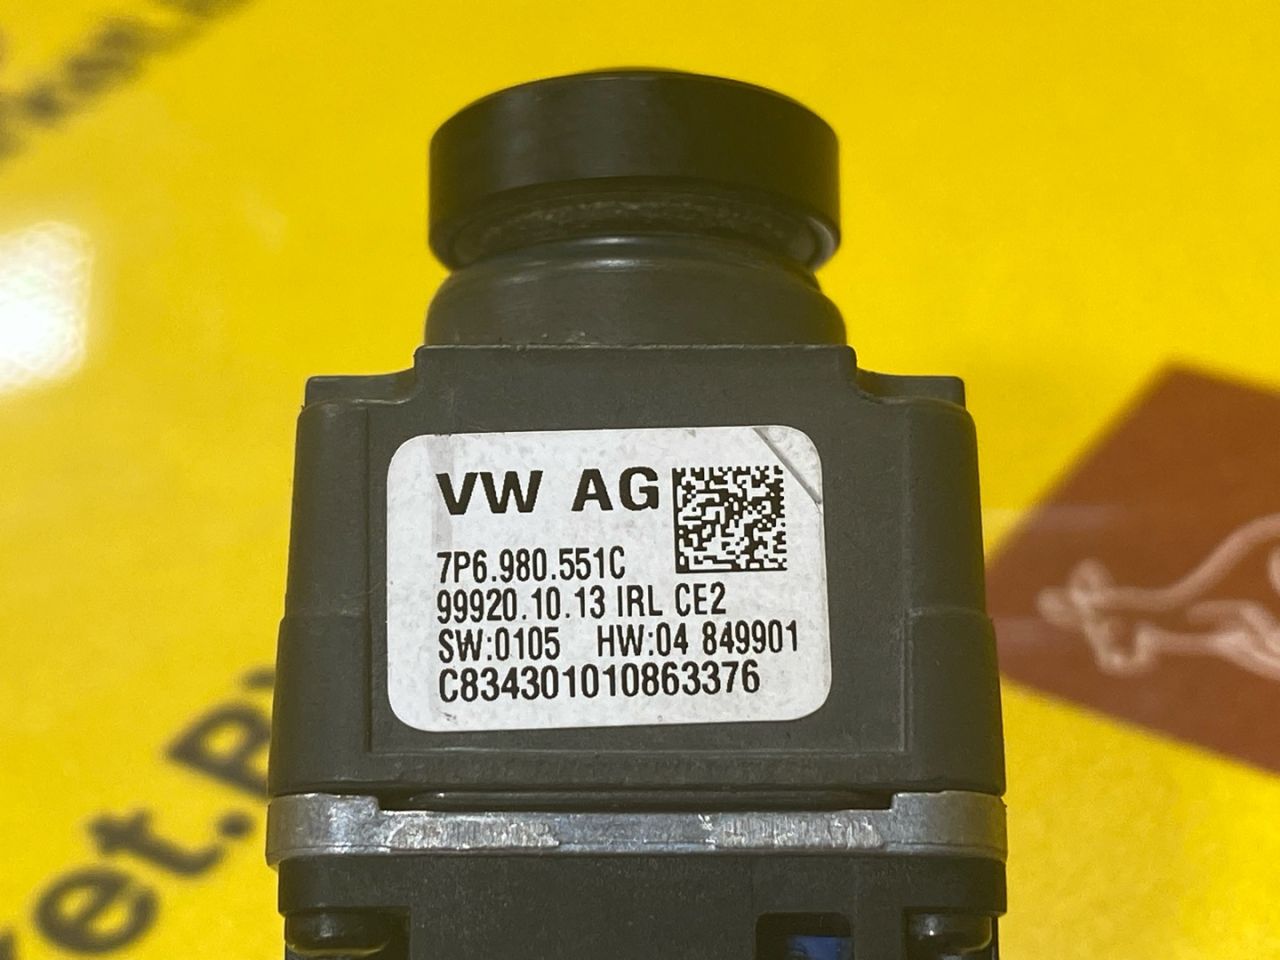 VW AG
7P6.980.551C
99920.10.13 IRL CE2
SW:0105 HW:04 849901
C834301010863376